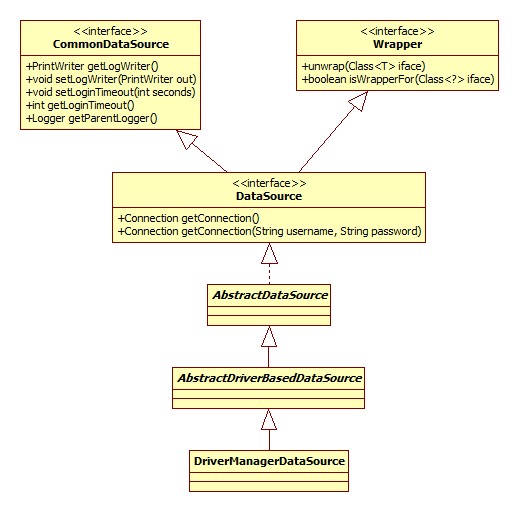 <<interface>>
CommonDataSource
+PrintWriter getLogWriter()
+void setLogWriter(PrintWriter out)
+void setLoginTimeout(int seconds)
+int getLoginTimeout()
+Logger getParentLogger()
<<interface>>
Wrapper
+unwrap(Class<T> iface)
+boolean isWrapperFor(Class<?> iface)
<<interface>>
DataSource
+Connection getConnection()
+Connection getConnection(String username, String password)
AbstractDataSource
AbstractDriverBasedDataSource
DriverManagerDataSource